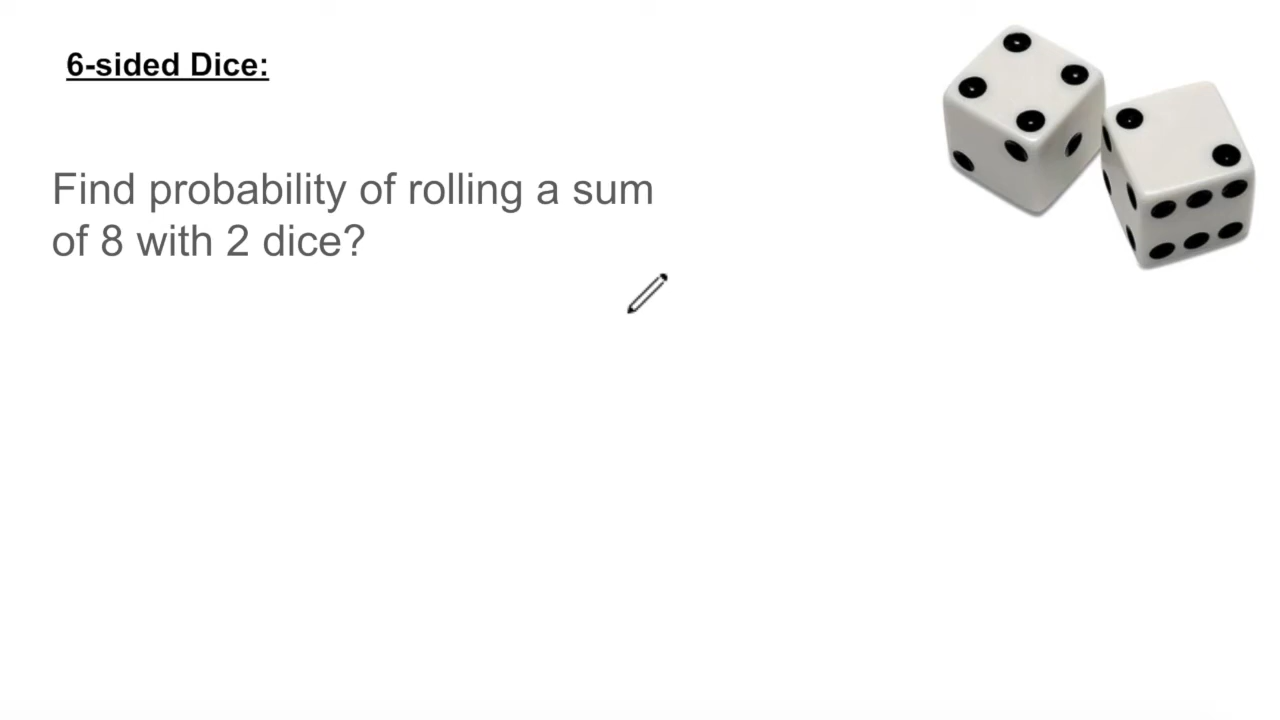 6-sided Dice:
Find probability of rolling a sum
of 8 with 2 dice?